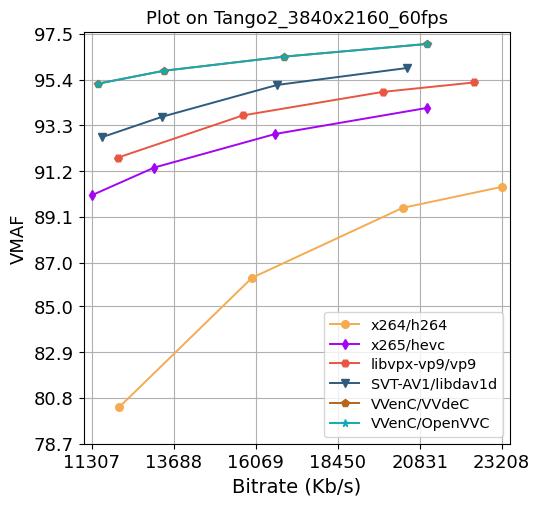 Plot on Tango2_3840x2160_60fps
97.5
95.4
93.3
91.2
89.1
87.0
85.0
82.9
80.8
78.7
VMAF
x264/h264
x265/hevc
libvpx-vp9/vp9
SVT-AV1/libdav1d
VVenC/VVdeC
VVenC/OpenVVC
11307 13688 16069 18450 20831 23208
Bitrate (Kb/s)